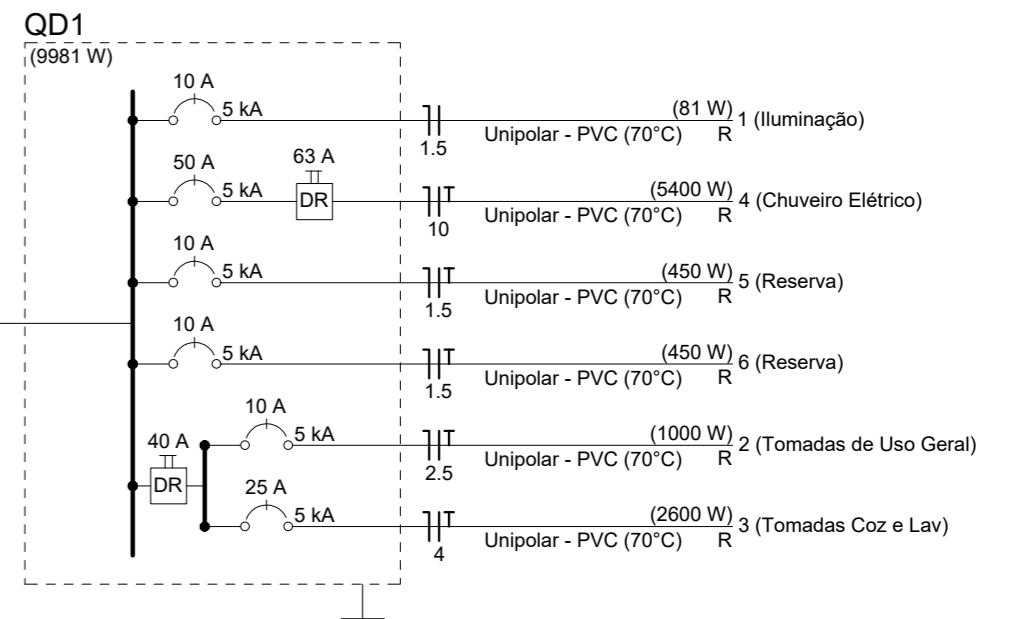 QD1
(9981 W)
10 A
5 kA
1.5
(81 W)
Unipolar - PVC (70°C) R
1 (Iluminação)
50 A
5 kA
63 A
DR
10
(5400 W)
Unipolar - PVC (70°C) R
4 (Chuveiro Elétrico)
10 A
5 kA
1.5
(450 W)
Unipolar - PVC (70°C) R
5 (Reserva)
10 A
5 kA
1.5
(450 W)
Unipolar - PVC (70°C) R
6 (Reserva)
40 A
DR
10 A
5 kA
2.5
(1000 W)
Unipolar - PVC (70°C) R
2 (Tomadas de Uso Geral)
25 A
5 kA
4
(2600 W)
Unipolar - PVC (70°C) R
3 (Tomadas Coz e Lav)